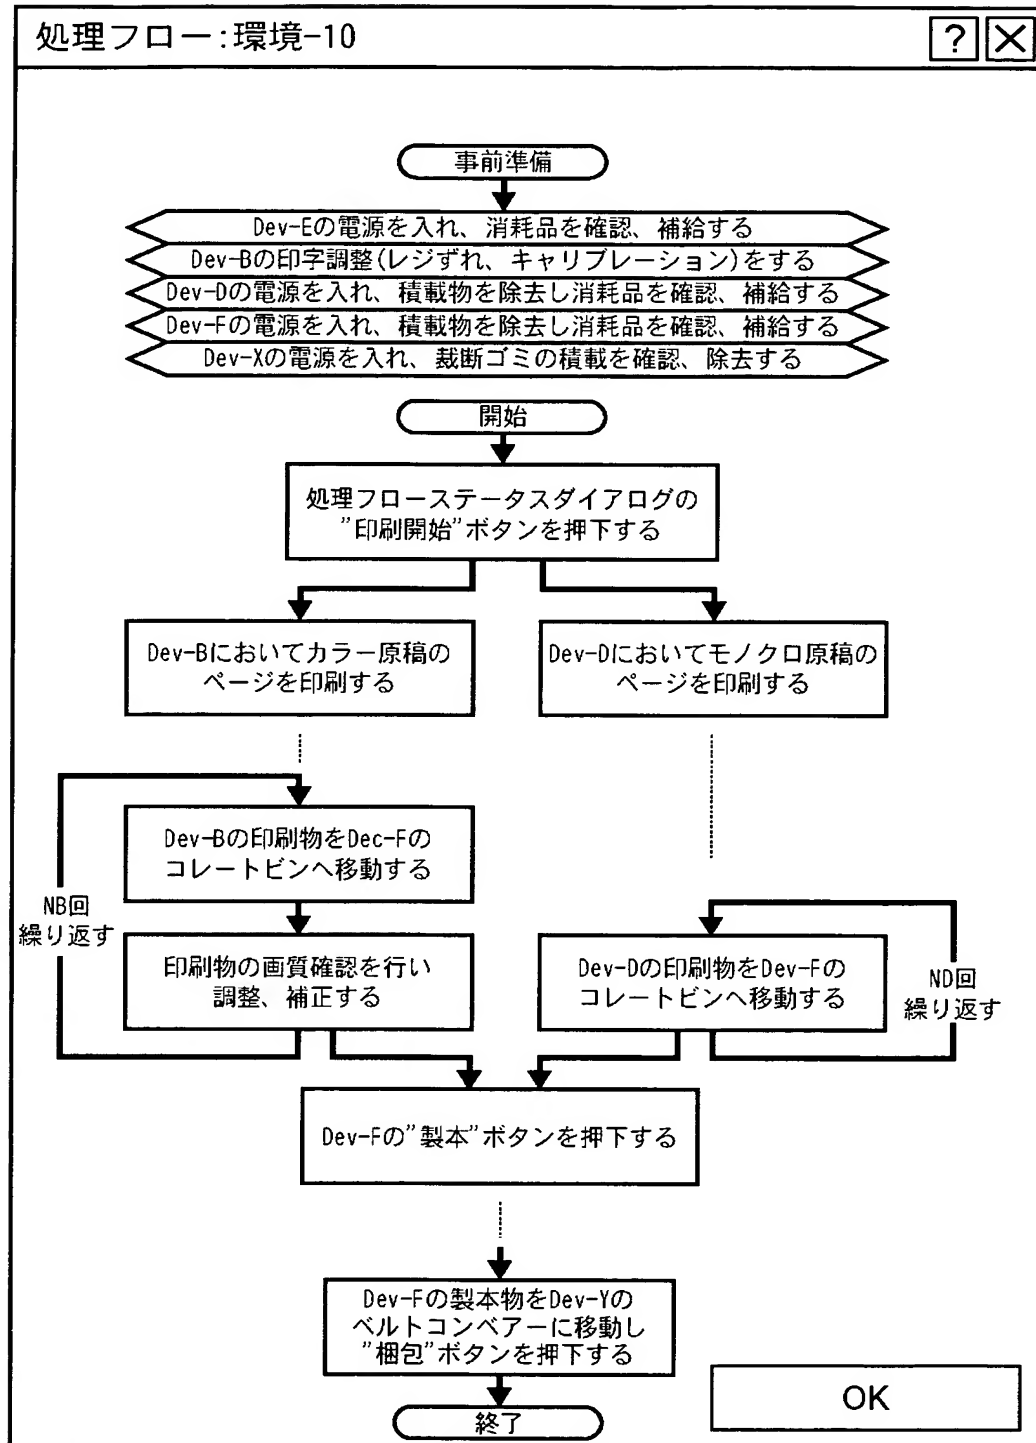 処理フロー:環境-10
?
×
事前準備
Dev-Eの電源を入れ、消耗品を確認、補給する
Dev-Bの印字調整(レジずれ、キャリブレーション)をする
Dev-Dの電源を入れ、積載物を除去し消耗品を確認、補給する
Dev-Fの電源を入れ、積載物を除去し消耗品を確認、補給する
Dev-Xの電源を入れ、裁断ゴミの積載を確認、除去する
開始
処理フローステータスダイアログの
”印刷開始”ボタンを押下する
Dev-Bにおいてカラー原稿の
ページを印刷する
Dev-Dにおいてモノクロ原稿の
ページを印刷する
Dev-Bの印刷物をDec-Fの
コレートビンへ移動する
NB回
繰り返す
印刷物の画質確認を行い
調整、補正する
Dev-Dの印刷物をDev-Fの
コレートビンへ移動する
ND回
繰り返す
Dev-Fの”製本”ボタンを押下する
Dev-Fの製本物をDev-Yの
ベルトコンベアーに移動し
”梱包”ボタンを押下する
終了
OK